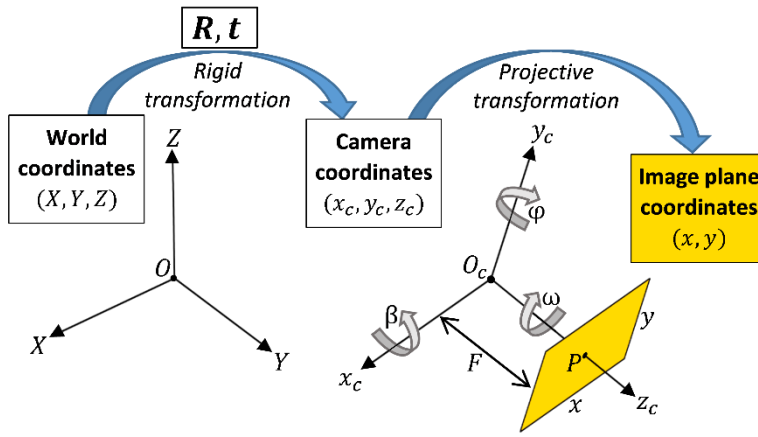 R, t
Rigid
transformation
Projective
transformation
World
coordinates
(X, Y, Z)
Camera
coordinates
(x_c, y_c, z_c)
Image plane
coordinates
(x, y)
Z
O
X
Y
y_c
φ
O_c
β
ω
x_c
F
P
y
x
z_c